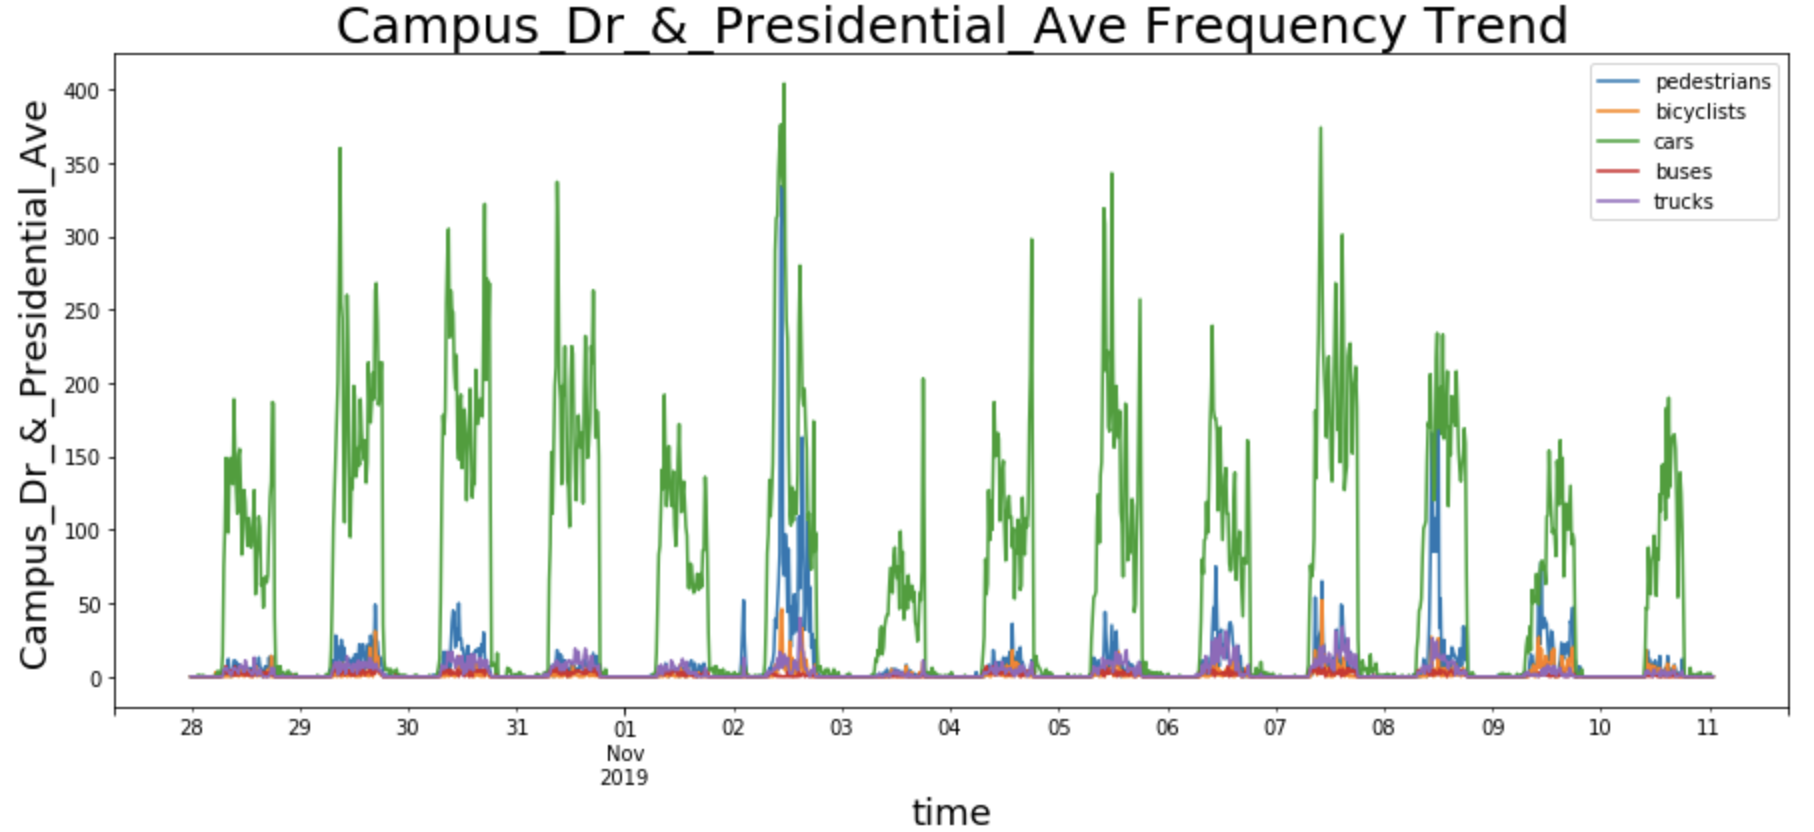 Campus_Dr_&_Presidential_Ave Frequency Trend
Campus_Dr_&_Presidential_Ave
400
350
300
250
200
150
100
50
0
pedestrians
bicyclists
cars
buses
trucks
28 29 30 31 01 02 03 04 05 06 07 08 09 10 11
Nov
2019
time